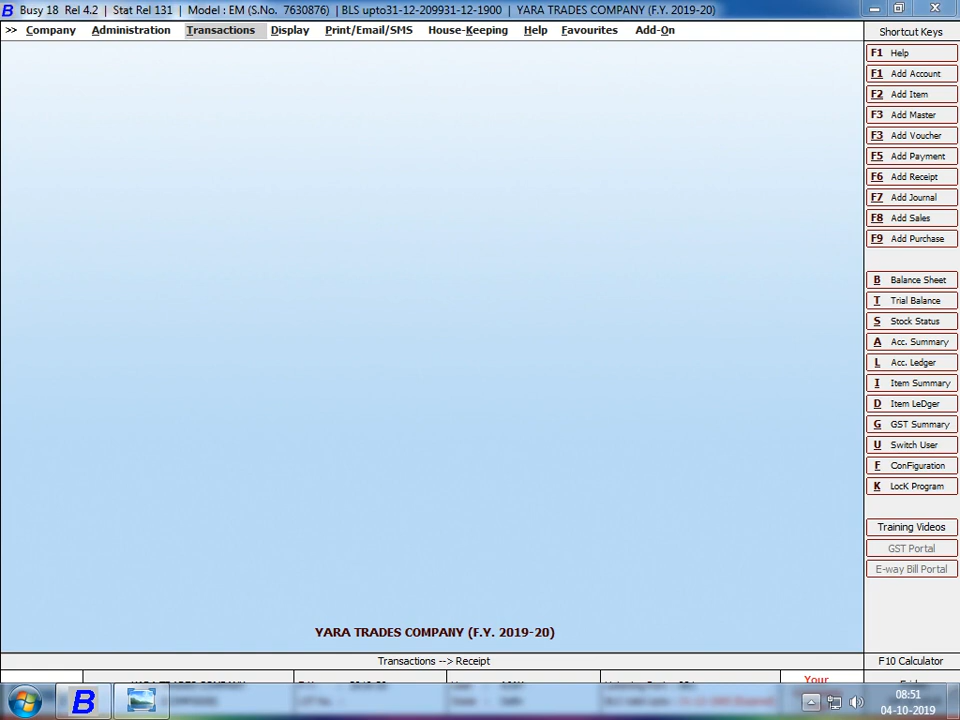 B Busy 18 Rel 4.2 | Stat Rel 131 | Model : EM (S.No. 7630876) | BLS upto31-12-209931-12-1900 | YARA TRADES COMPANY (F.Y. 2019-20)
>> Company Administration Transactions Display Print/Email/SMS House-Keeping Help Favourites Add-On
Shortcut Keys
F1 Help
F1 Add Account
F2 Add Item
F3 Add Master
F3 Add Voucher
F5 Add Payment
F6 Add Receipt
F7 Add Journal
F8 Add Sales
F9 Add Purchase
B Balance Sheet
T Trial Balance
S Stock Status
A Acc. Summary
L Acc. Ledger
I Item Summary
D Item LeDger
G GST Summary
U Switch User
F ConFiguration
K LocK Program
Training Videos
GST Portal
E-way Bill Portal
YARA TRADES COMPANY (F.Y. 2019-20)
Transactions --> Receipt
F10 Calculator
Your
B
08:51
04-10-2019